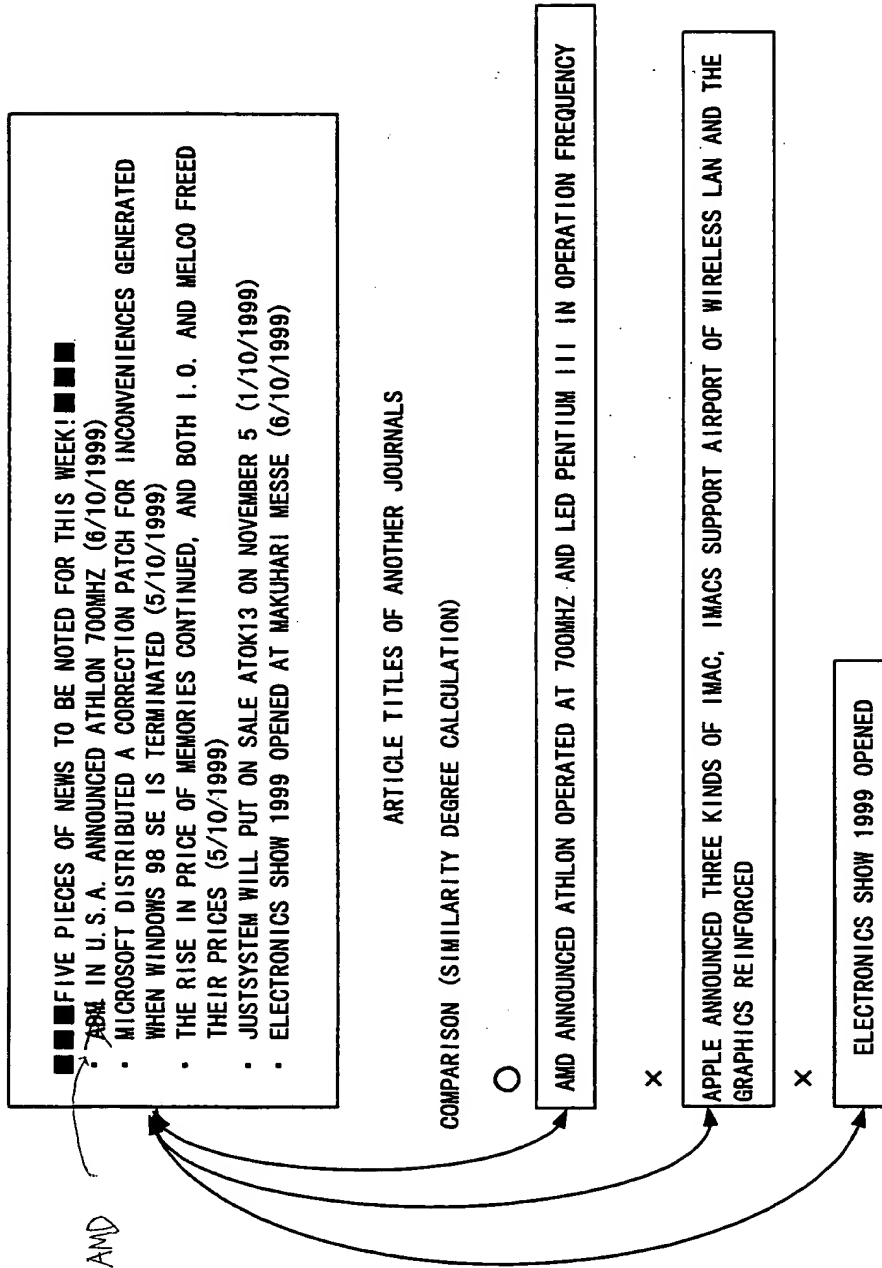 ■■■FIVE PIECES OF NEWS TO BE NOTED FOR THIS WEEK!■■■
AMD
· ABM IN U.S.A. ANNOUNCED ATHLON 700MHZ (6/10/1999)
· MICROSOFT DISTRIBUTED A CORRECTION PATCH FOR INCONVENIENCES GENERATED
WHEN WINDOWS 98 SE IS TERMINATED (5/10/1999)
· THE RISE IN PRICE OF MEMORIES CONTINUED, AND BOTH I.O. AND MELCO FREED
THEIR PRICES (5/10/1999)
· JUSTSYSTEM WILL PUT ON SALE ATOK13 ON NOVEMBER 5 (1/10/1999)
· ELECTRONICS SHOW 1999 OPENED AT MAKUHARI MESSE (6/10/1999)
ARTICLE TITLES OF ANOTHER JOURNALS
COMPARISON (SIMILARITY DEGREE CALCULATION)
○
AMD ANNOUNCED ATHLON OPERATED AT 700MHZ AND LED PENTIUM III IN OPERATION FREQUENCY
×
APPLE ANNOUNCED THREE KINDS OF IMAC, IMACS SUPPORT AIRPORT OF WIRELESS LAN AND THE
GRAPHICS REINFORCED
×
ELECTRONICS SHOW 1999 OPENED